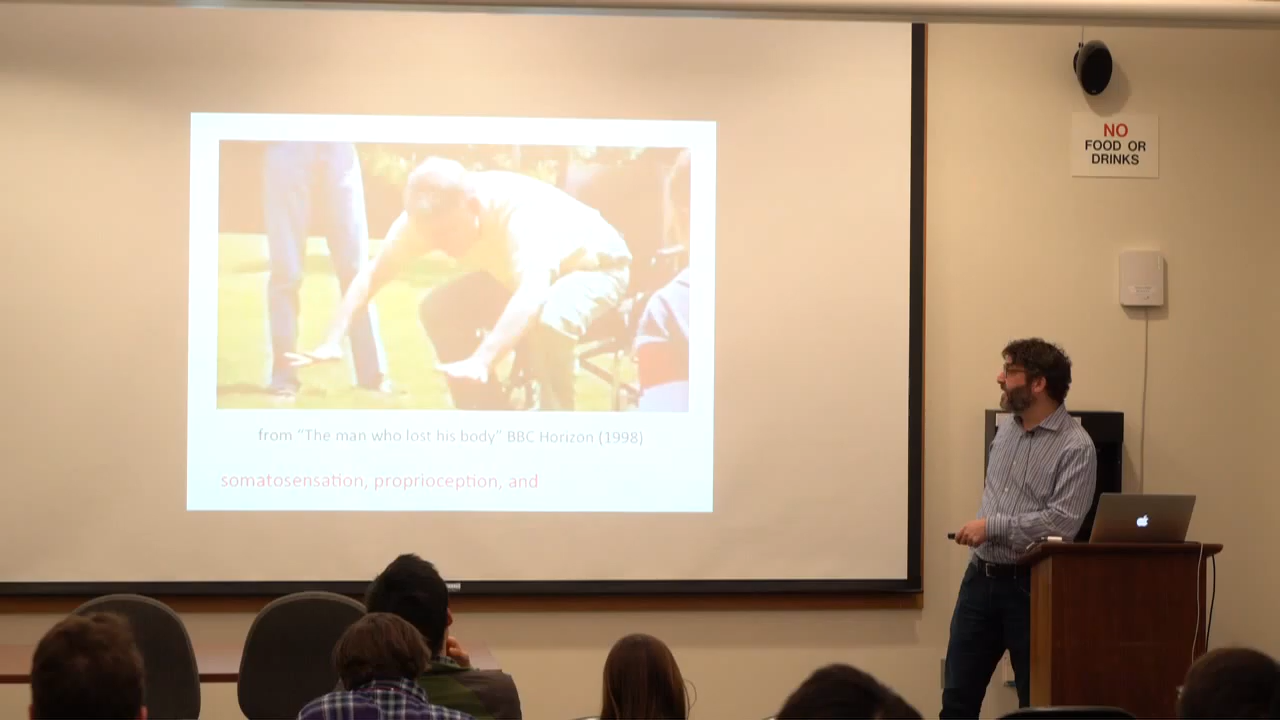 NO
FOOD OR
DRINKS
from “The man who lost his body” BBC Horizon (1998)
somatosensation, proprioception, and